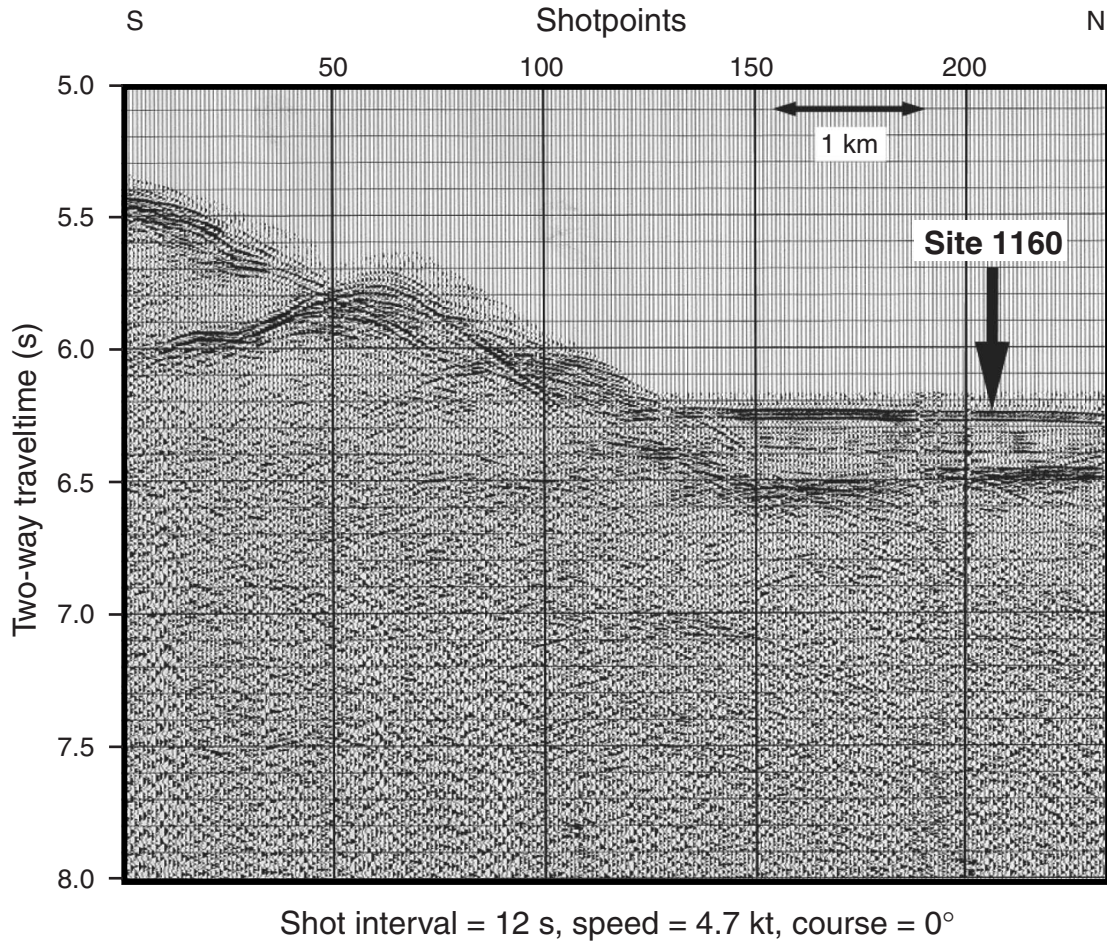 S Shotpoints N
50 100 150 200
5.0
1 km
5.5
Site 1160
6.0
Two-way traveltime (s)
6.5
7.0
7.5
8.0
Shot interval = 12 s, speed = 4.7 kt, course = 0°